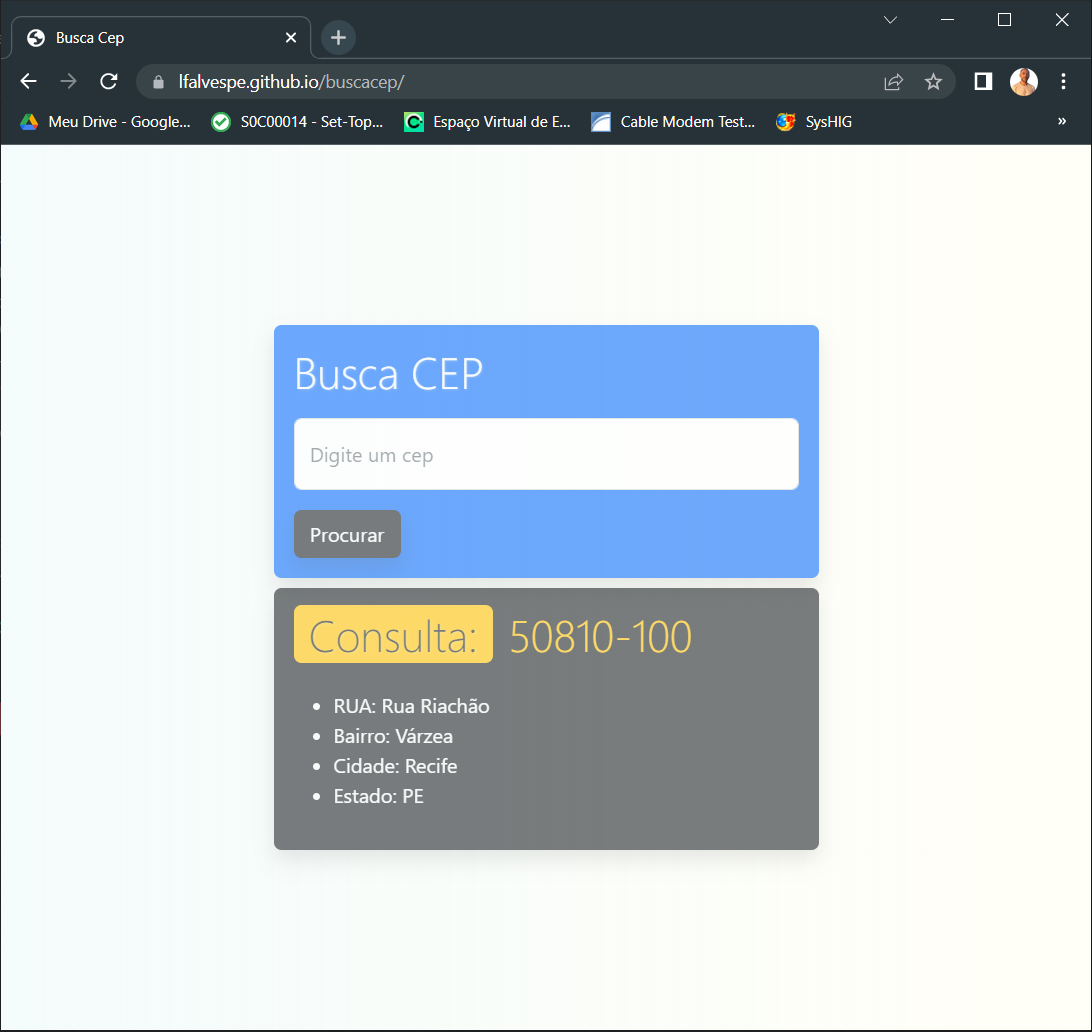 Busca Cep
lfalvespe.github.io/buscacep/
Meu Drive - Google... S0C00014 - Set-Top... Espaço Virtual de E... Cable Modem Test... SysHIG »
Busca CEP
Digite um cep
Procurar
Consulta: 50810-100
• RUA: Rua Riachão
• Bairro: Várzea
• Cidade: Recife
• Estado: PE